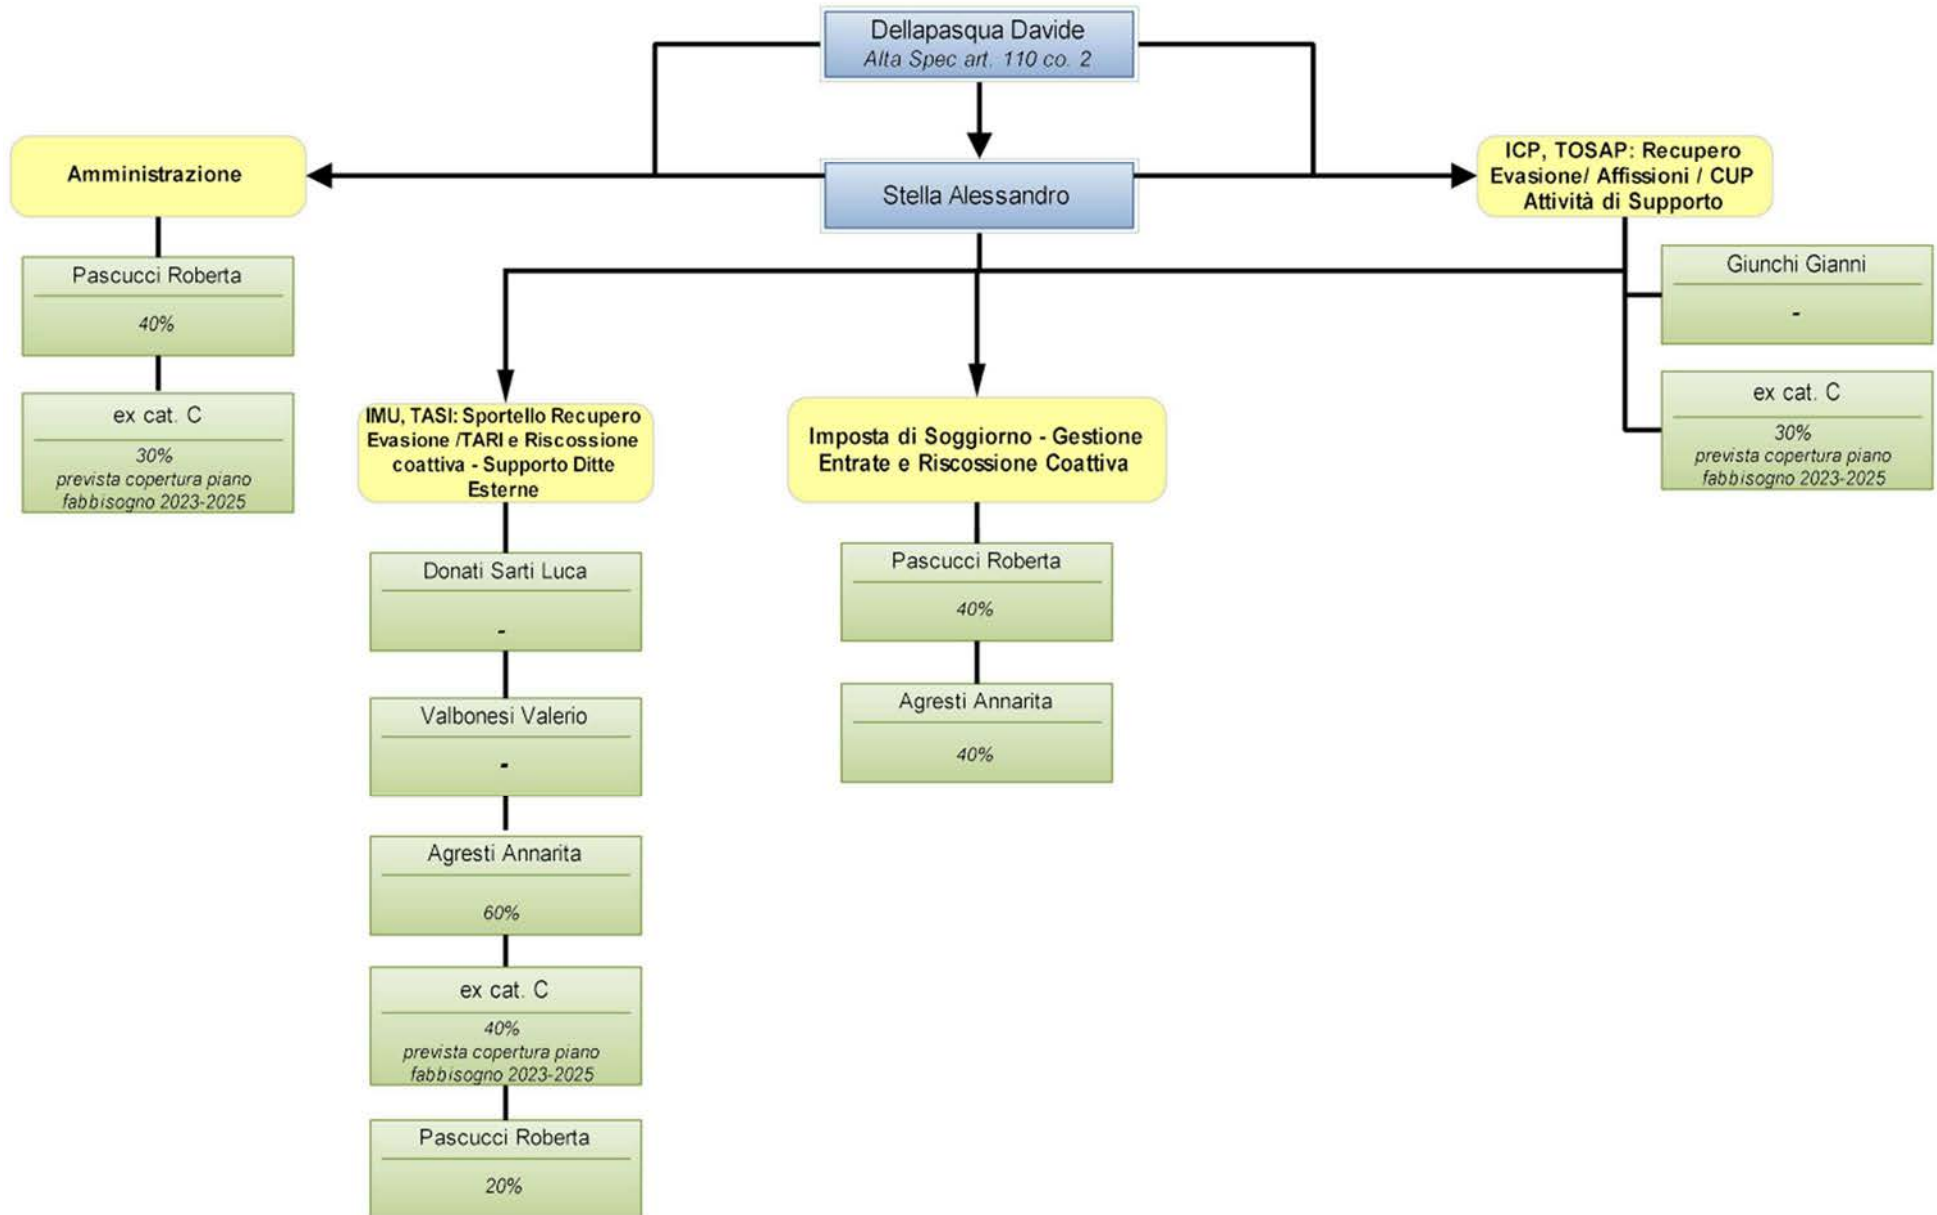 Dellapasqua Davide
Alta Spec art. 110 co. 2
Stella Alessandro
Amministrazione
Pascucci Roberta
40%
ex cat. C
30%
prevista copertura piano
fabbisogno 2023-2025
IMU, TASI: Sportello Recupero
Evasione /TARI e Riscossione
coattiva - Supporto Ditte
Esterne
Donati Sarti Luca
-
Valbonesi Valerio
-
Agresti Annarita
60%
ex cat. C
40%
prevista copertura piano
fabbisogno 2023-2025
Pascucci Roberta
20%
Imposta di Soggiorno - Gestione
Entrate e Riscossione Coattiva
Pascucci Roberta
40%
Agresti Annarita
40%
ICP, TOSAP: Recupero
Evasione/ Affissioni / CUP
Attività di Supporto
Giunchi Gianni
-
ex cat. C
30%
prevista copertura piano
fabbisogno 2023-2025